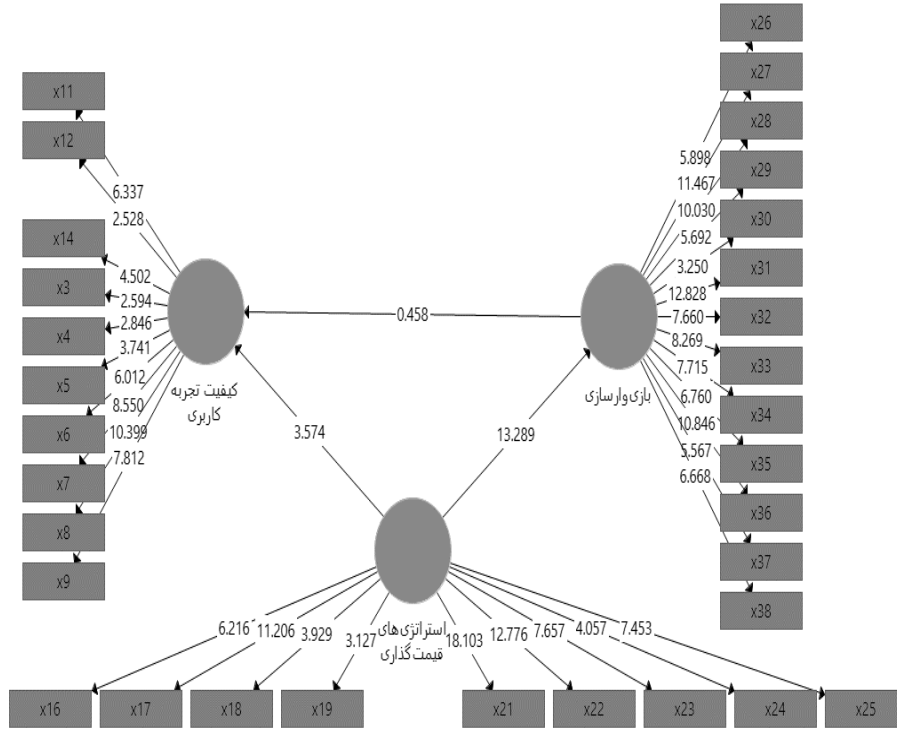 x26
x27
x28
x29
x30
x31
x32
x33
x34
x35
x36
x37
x38
5.898
11.467
10.030
5.692
3.250
12.828
7.660
8.269
7.715
6.760
10.846
5.567
6.668
بازی‌وارسازی
0.458
x11
x12
x14
x3
x4
x5
x6
x7
x8
x9
6.337
2.528
4.502
2.594
2.846
3.741
6.012
8.550
10.399
7.812
کیفیت تجربه
کاربری
3.574
13.289
استراتژی‌های
قیمت‌گذاری
6.216
11.206
3.929
3.127
18.103
12.776
7.657
4.057
7.453
x16
x17
x18
x19
x21
x22
x23
x24
x25